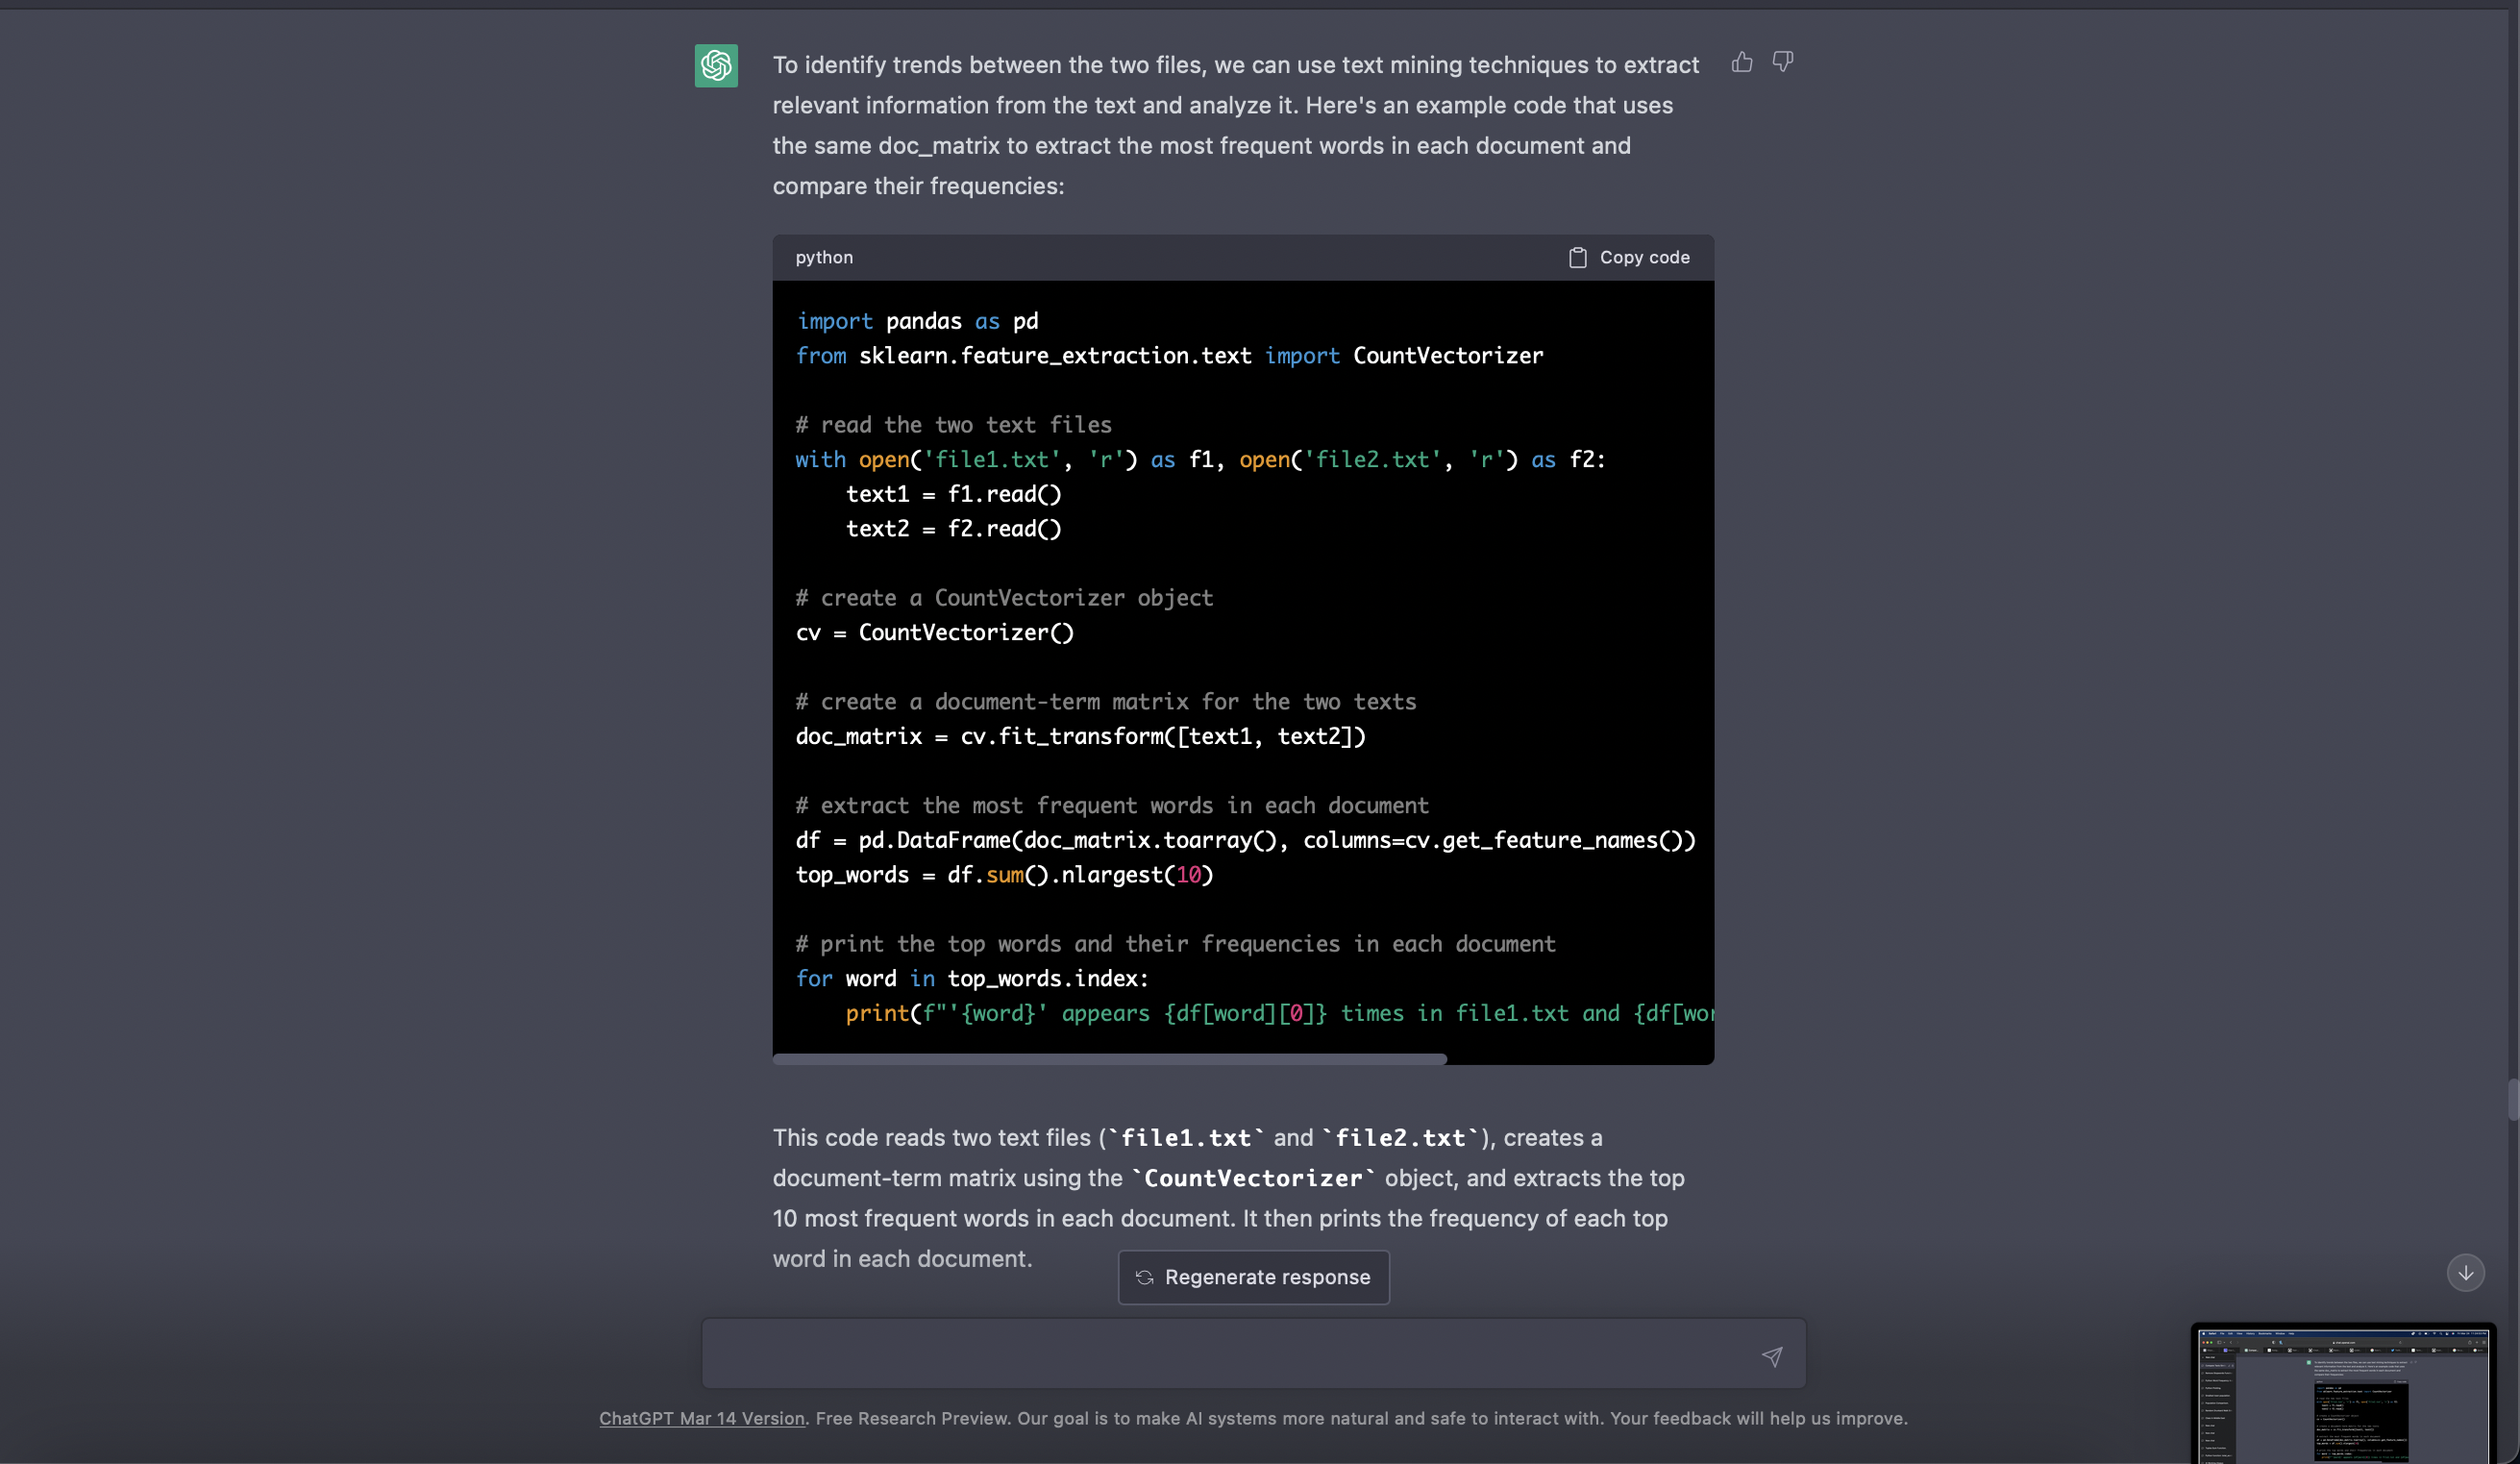 To identify trends between the two files, we can use text mining techniques to extract
relevant information from the text and analyze it. Here's an example code that uses
the same doc_matrix to extract the most frequent words in each document and
compare their frequencies:
python
Copy code
import pandas as pd
from sklearn.feature_extraction.text import CountVectorizer
# read the two text files
with open('file1.txt', 'r') as f1, open('file2.txt', 'r') as f2:
    text1 = f1.read()
    text2 = f2.read()
# create a CountVectorizer object
cv = CountVectorizer()
# create a document-term matrix for the two texts
doc_matrix = cv.fit_transform([text1, text2])
# extract the most frequent words in each document
df = pd.DataFrame(doc_matrix.toarray(), columns=cv.get_feature_names())
top_words = df.sum().nlargest(10)
# print the top words and their frequencies in each document
for word in top_words.index:
    print(f"'{word}' appears {df[word][0]} times in file1.txt and {df[wor
This code reads two text files (`file1.txt` and `file2.txt`), creates a
document-term matrix using the `CountVectorizer` object, and extracts the top
10 most frequent words in each document. It then prints the frequency of each top
word in each document.
Regenerate response
ChatGPT Mar 14 Version. Free Research Preview. Our goal is to make AI systems more natural and safe to interact with. Your feedback will help us improve.